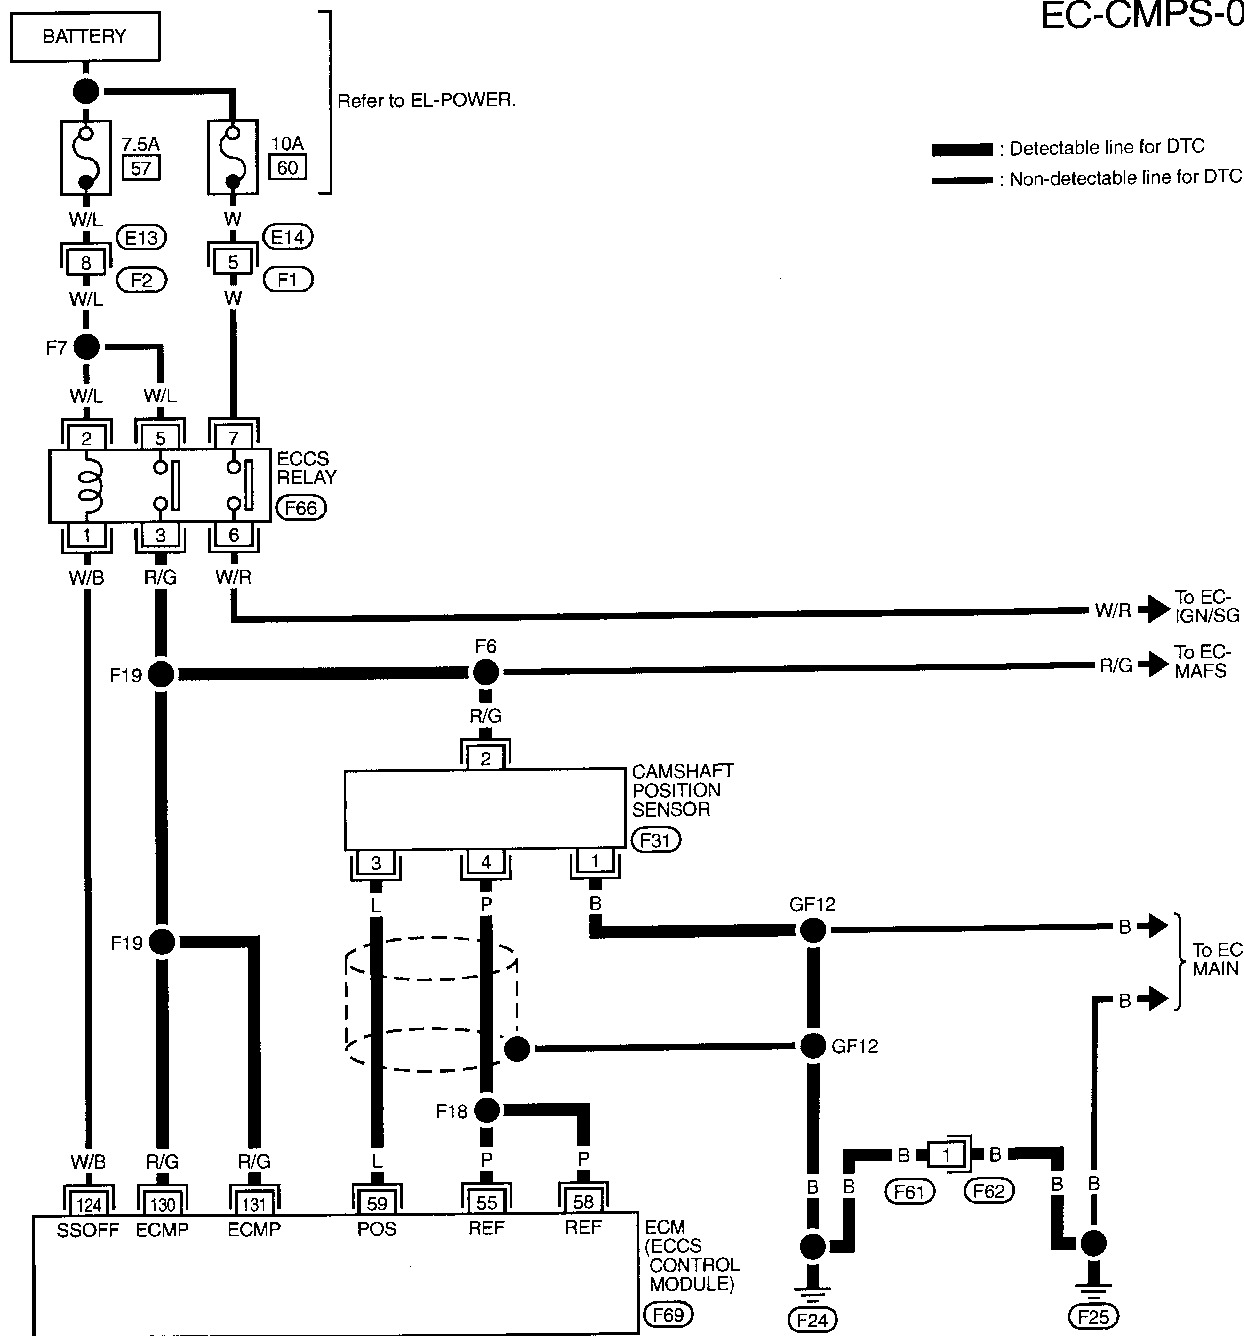 EC-CMPS-0
BATTERY
Refer to EL-POWER.
7.5A
57
10A
60
: Detectable line for DTC
: Non-detectable line for DTC
W/L
W
E13
E14
8
5
F2
F1
W/L
W
F7
W/L
W/L
2
5
7
ECCS
RELAY
F66
1
3
6
W/B
R/G
W/R
W/R
To EC-
IGN/SG
F19
F6
R/G
To EC-
MAFS
R/G
2
CAMSHAFT
POSITION
SENSOR
F31
3
4
1
L
P
B
GF12
B
F19
To EC
MAIN
B
GF12
F18
W/B
R/G
R/G
L
P
P
B
1
B
F61
F62
B
B
B
B
124
130
131
59
55
58
SSOFF
ECMP
ECMP
POS
REF
REF
ECM
(ECCS
CONTROL
MODULE)
F69
F24
F25